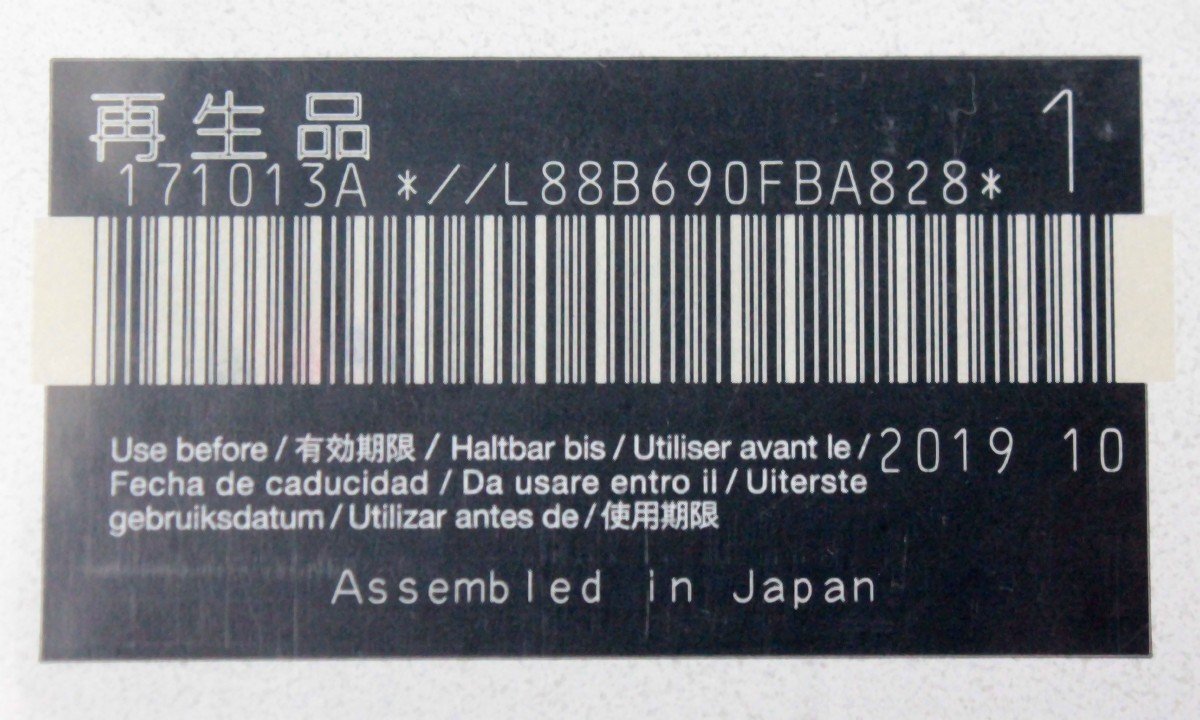 再生品 1
171013A *//L88B690FBA828*
Use before / 有効期限 / Haltbar bis / Utiliser avant le / 2019 10
Fecha de caducidad / Da usare entro il / Uiterste
gebruiksdatum / Utilizar antes de / 使用期限
Assembled in Japan